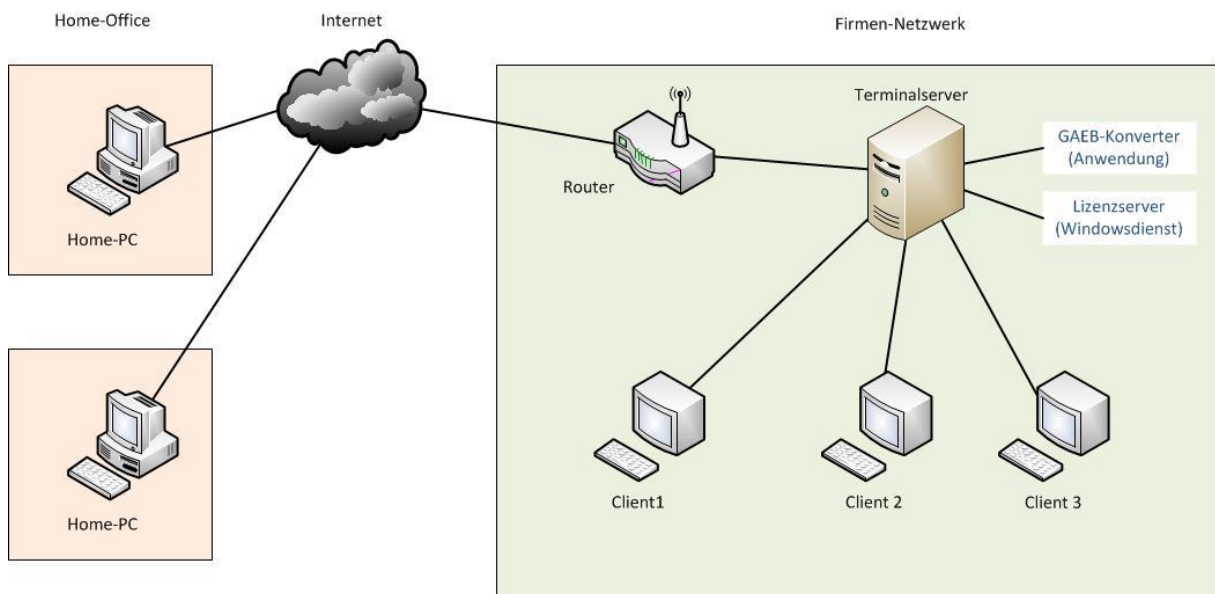 Home-Office
Internet
Firmen-Netzwerk
Terminalserver
GAEB-Konverter
(Anwendung)
Router
Lizenzserver
(Windowsdienst)
Home-PC
Client1
Client 2
Client 3
Home-PC